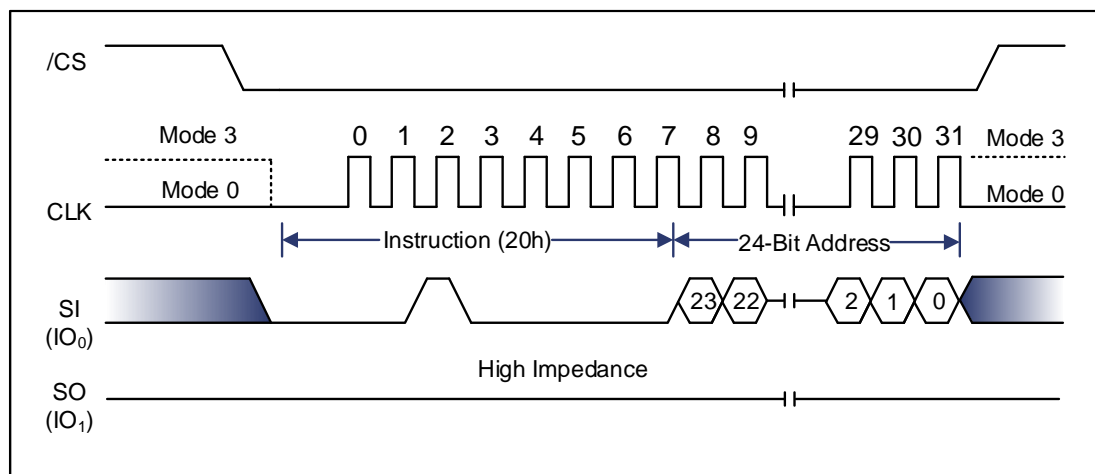 /CS
Mode 3
0 1 2 3 4 5 6 7 8 9 29 30 31
Mode 3
Mode 0
Mode 0
CLK
Instruction (20h)
24-Bit Address
SI
(IO₀)
23 22 2 1 0
High Impedance
SO
(IO₁)